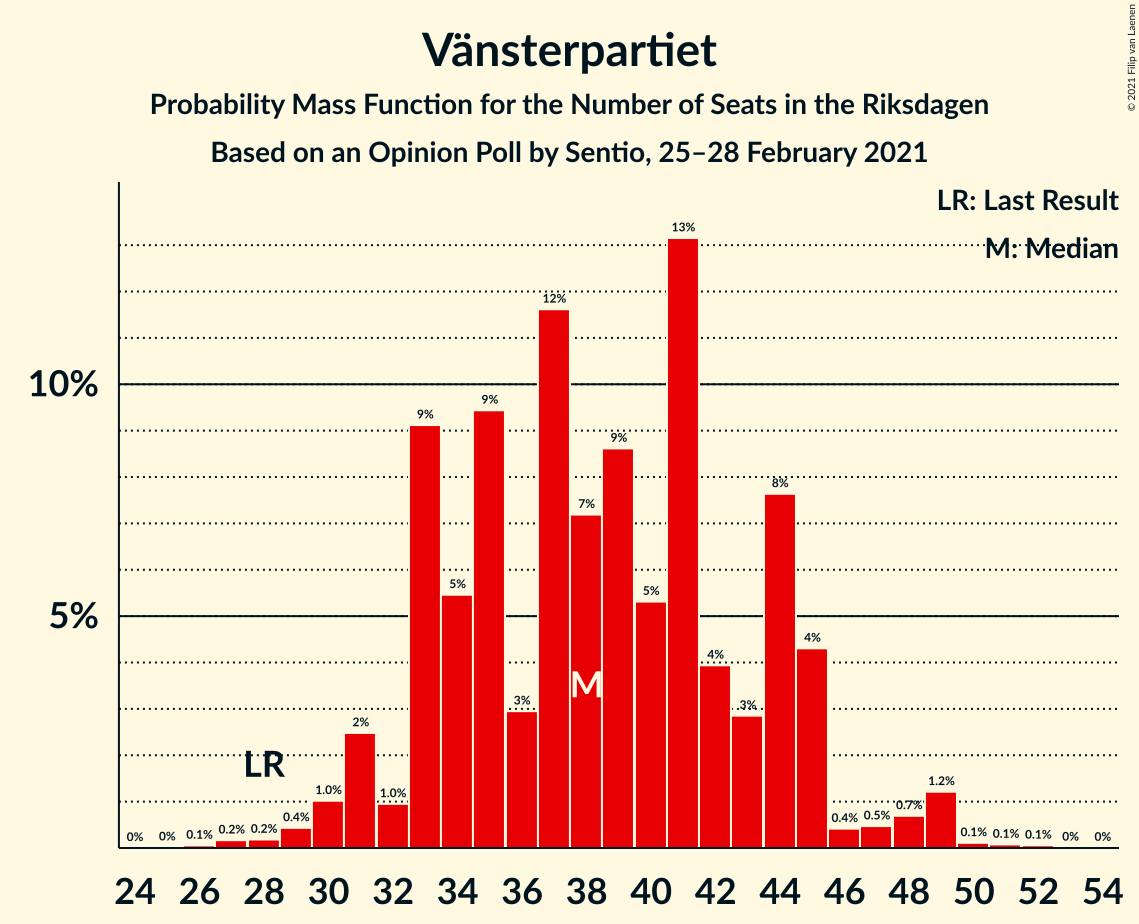 Vänsterpartiet
Probability Mass Function for the Number of Seats in the Riksdagen
Based on an Opinion Poll by Sentio, 25–28 February 2021
© 2021 Filip van Laenen
LR: Last Result
M: Median
10%
5%
0% 0% 0.1% 0.2% 0.2% 0.4% 1.0% 2% 1.0% 9% 5% 9% 3% 12% 7% 9% 5% 13% 4% 3% 8% 4% 0.4% 0.5% 0.7% 1.2% 0.1% 0.1% 0.1% 0% 0%
LR
M
24 26 28 30 32 34 36 38 40 42 44 46 48 50 52 54